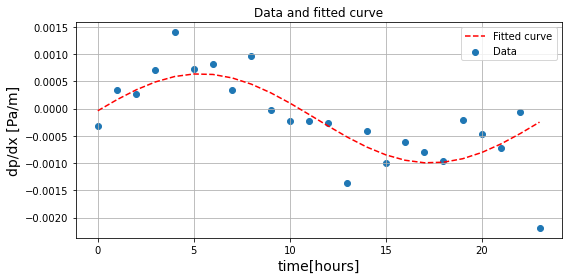 Data and fitted curve
0.0015
0.0010
0.0005
0.0000
−0.0005
−0.0010
−0.0015
−0.0020
dp/dx [Pa/m]
Fitted curve
Data
0 5 10 15 20
time[hours]